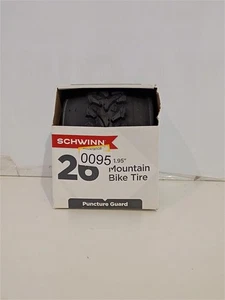 SCHWINN
26" 0095 1.95"
Mountain
Bike Tire
Puncture Guard